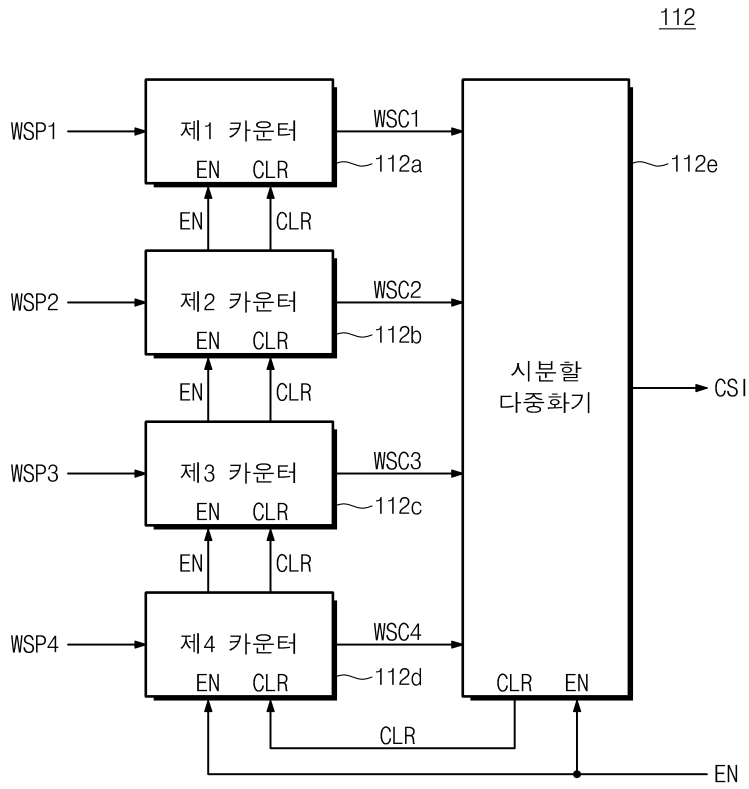 112
WSP1
제1 카운터
EN CLR
WSC1
112a
112e
EN
CLR
WSP2
제2 카운터
EN CLR
WSC2
112b
EN
CLR
시분할
다중화기
CSI
WSP3
제3 카운터
EN CLR
WSC3
112c
EN
CLR
WSP4
제4 카운터
EN CLR
WSC4
112d
CLR EN
CLR
EN